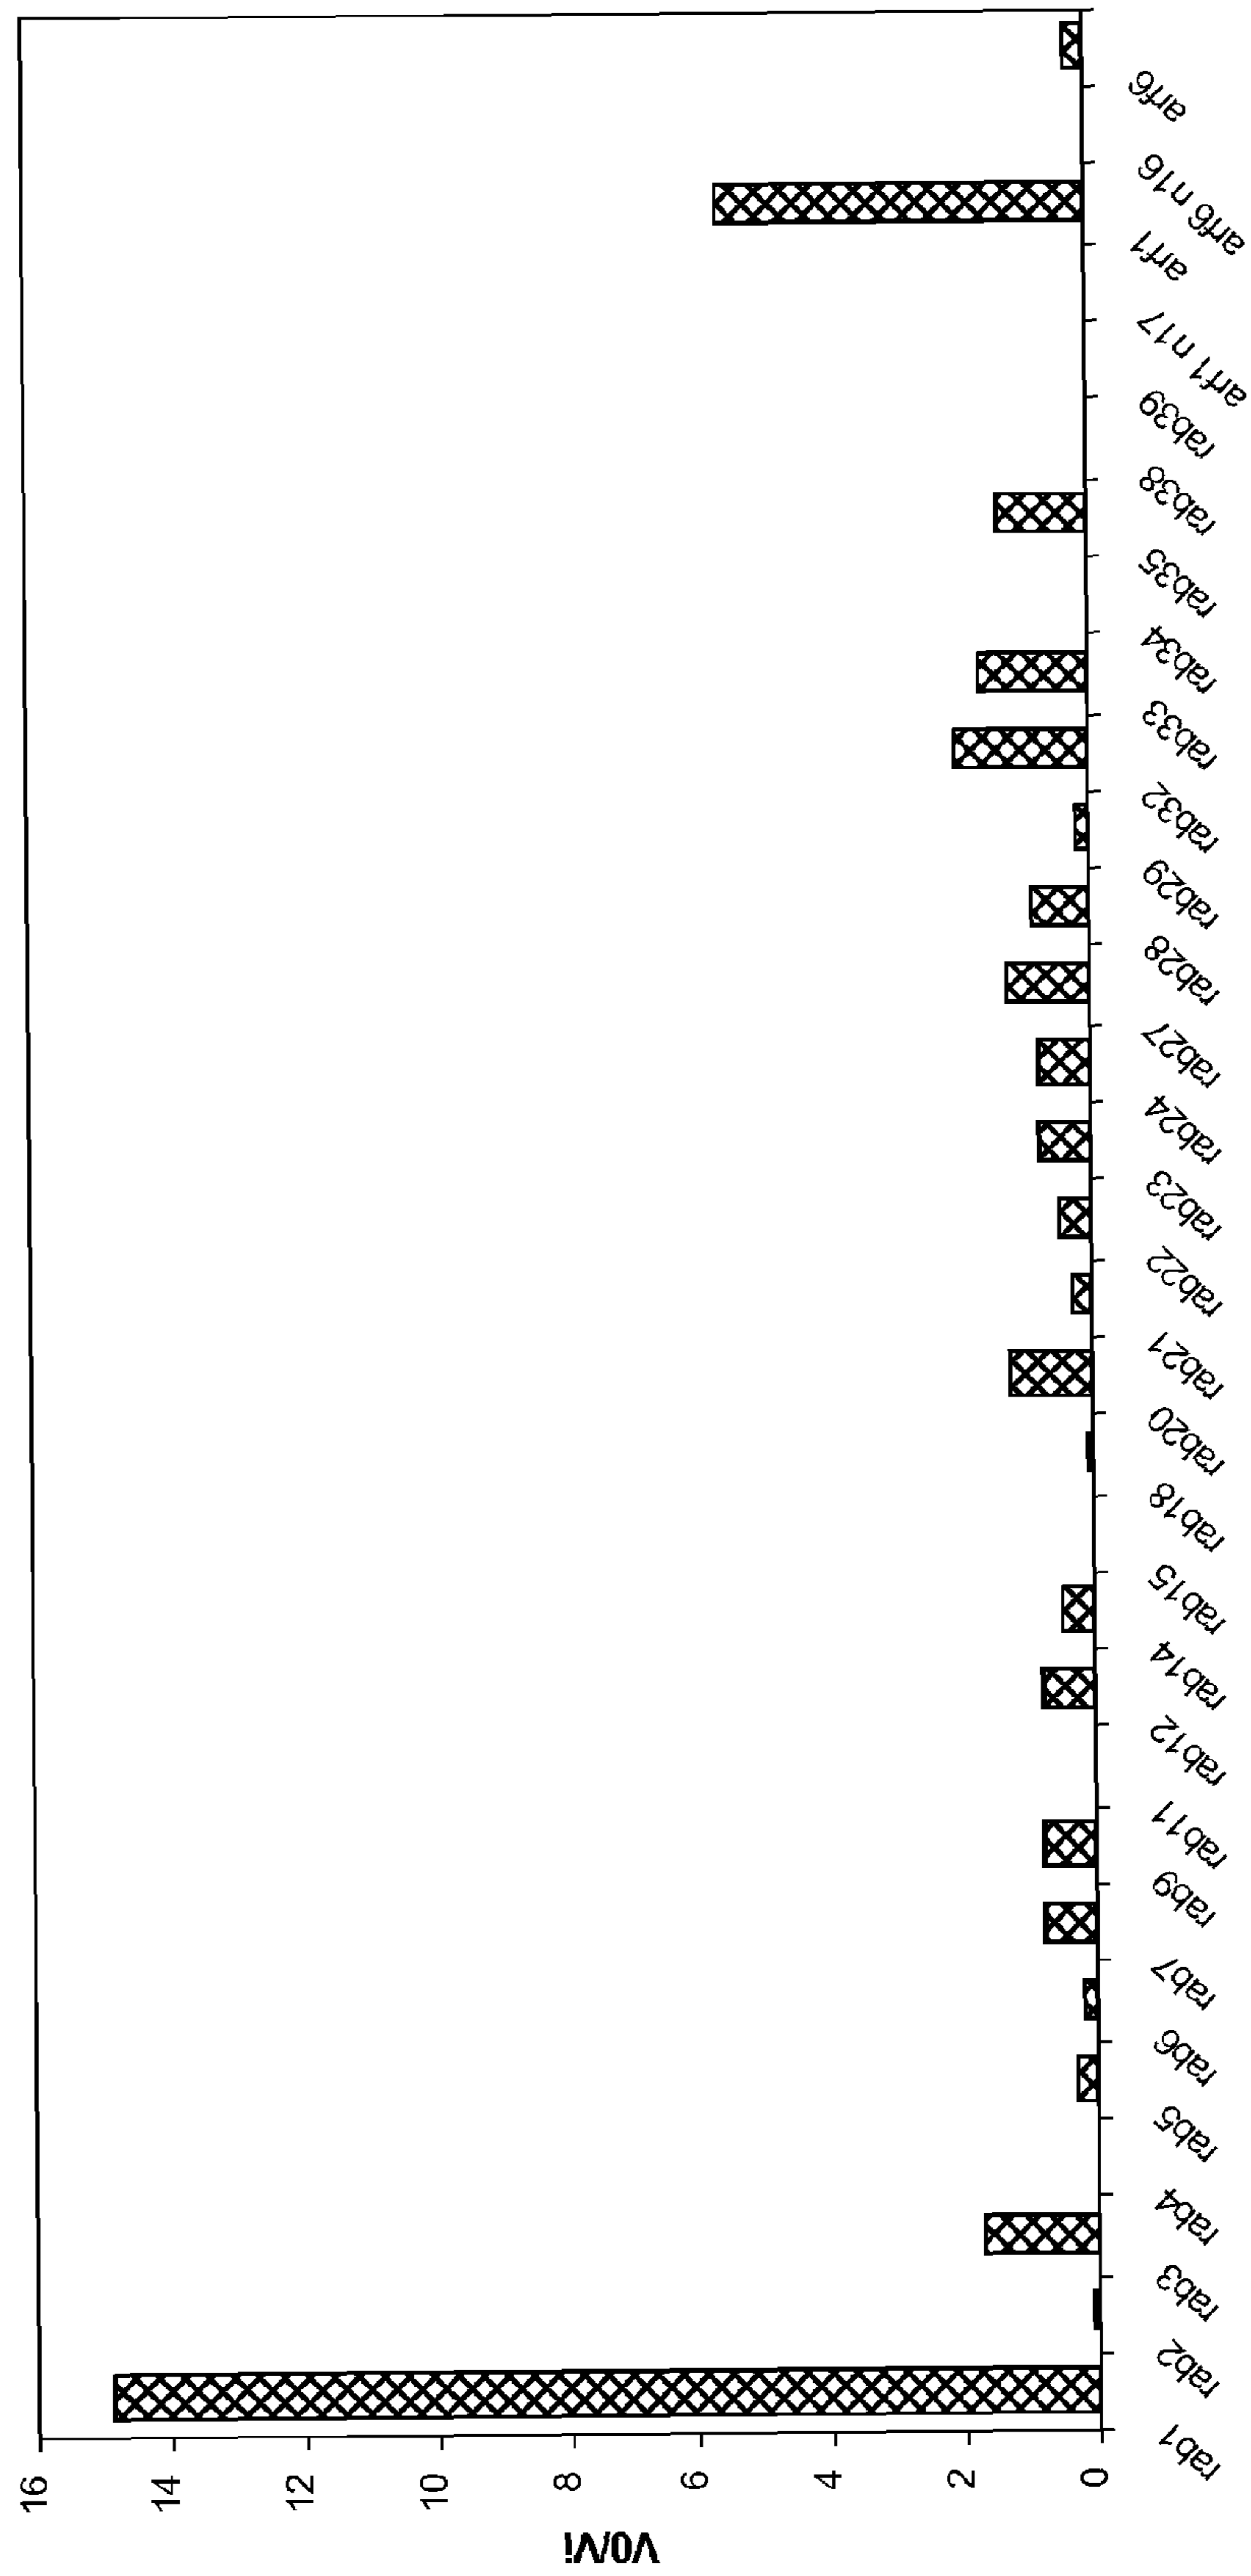 V0/Vi
16
14
12
10
8
6
4
2
0
rab1
rab2
rab3
rab4
rab5
rab6
rab7
rab9
rab11
rab12
rab14
rab15
rab18
rab20
rab21
rab22
rab23
rab24
rab27
rab28
rab29
rab32
rab33
rab34
rab35
rab38
rab39
arf1 n17
arf1
arf6 n16
arf6